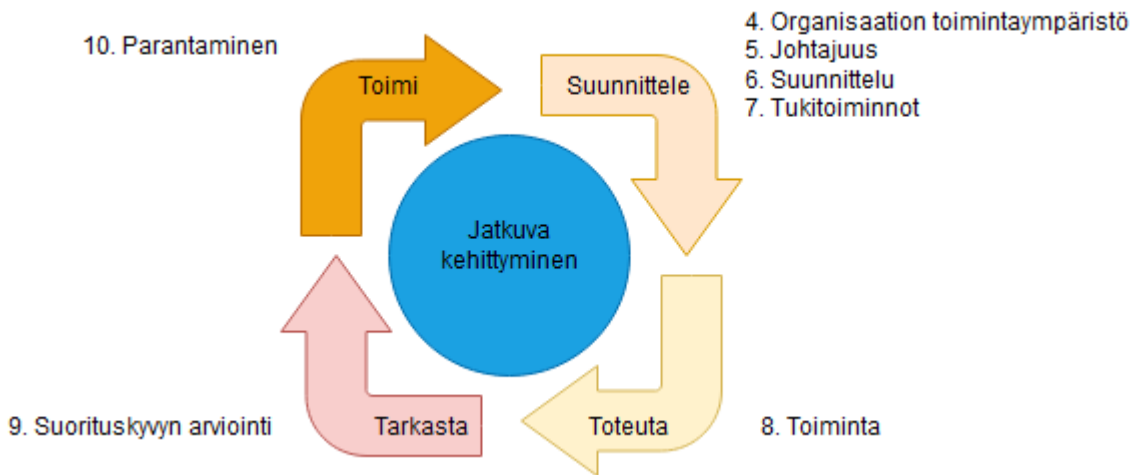 10. Parantaminen
Toimi
Suunnittele
4. Organisaation toimintaympäristö
5. Johtajuus
6. Suunnittelu
7. Tukitoiminnot
Jatkuva
kehittyminen
9. Suorituskyvyn arviointi
Tarkasta
Toteuta
8. Toiminta